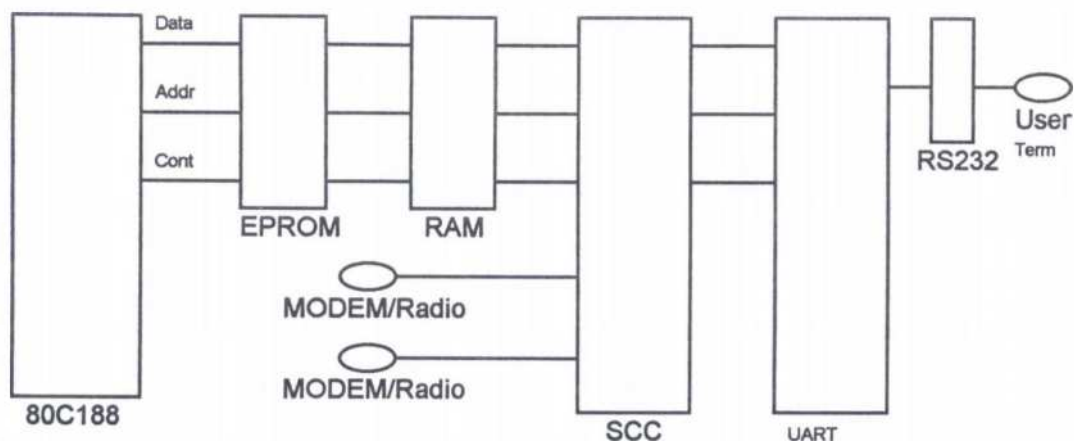 Data
Addr
Cont
EPROM
RAM
User
Term
RS232
MODEM/Radio
MODEM/Radio
80C188
SCC
UART